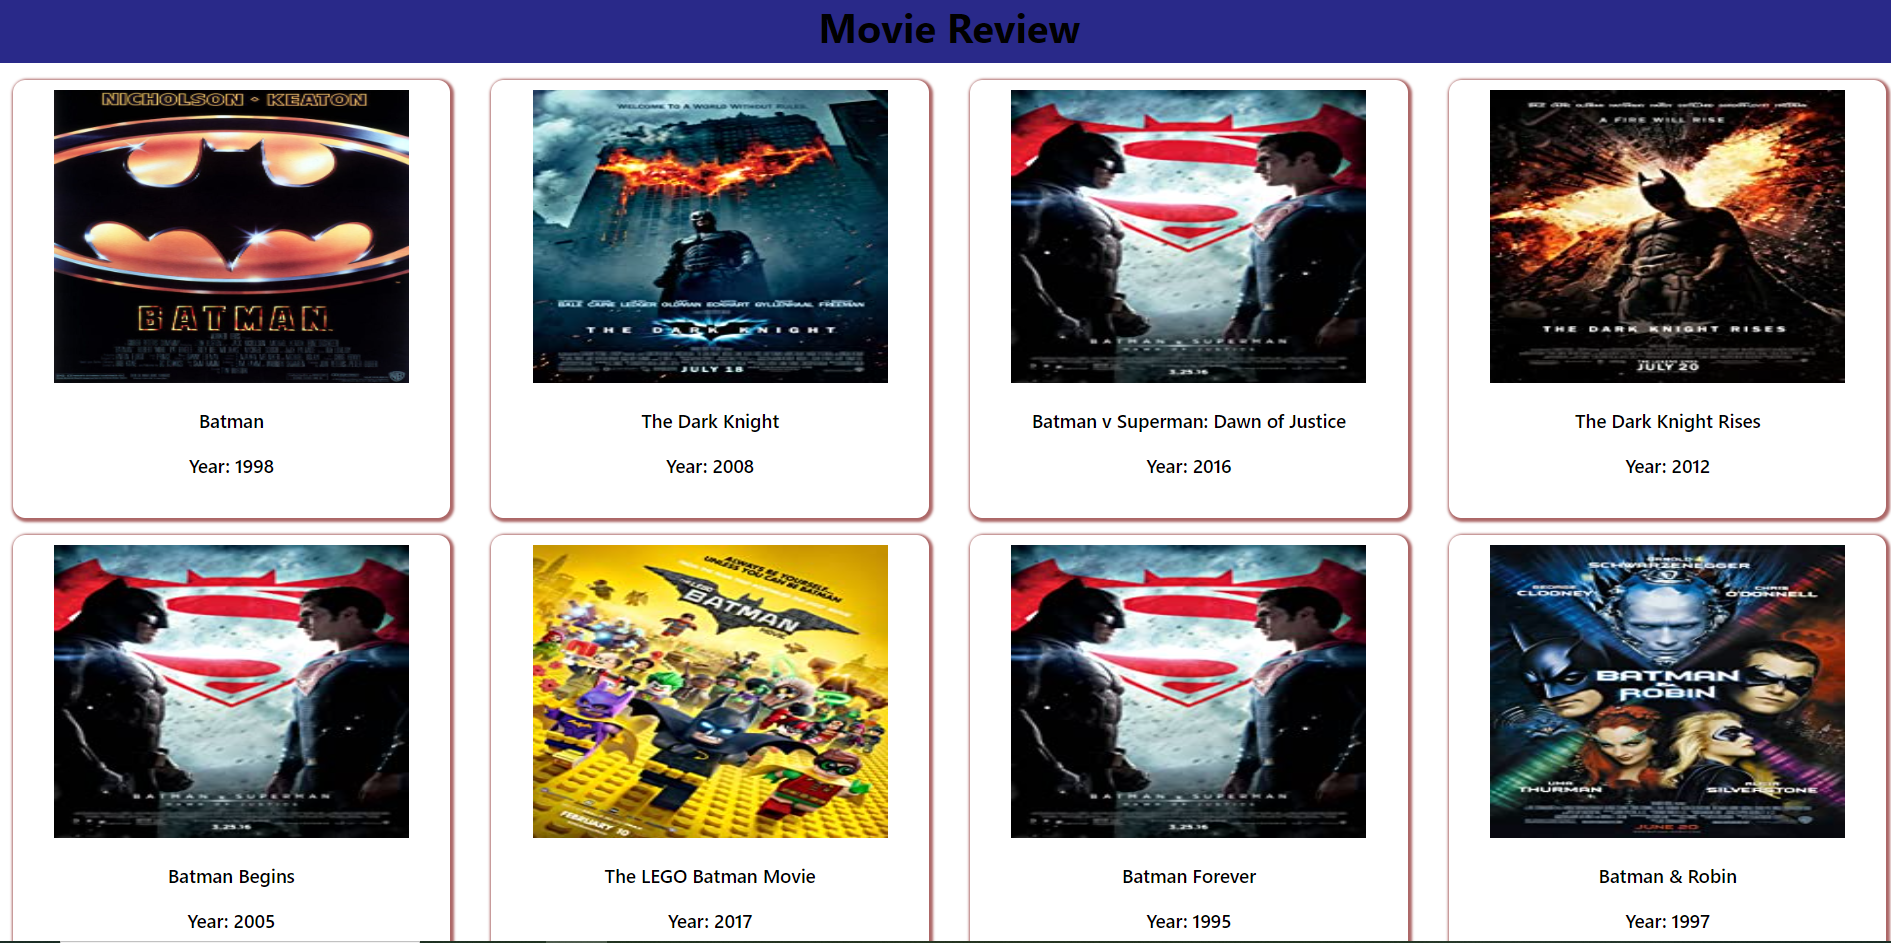 Movie Review
NICHOLSON · KEATON
BATMAN
Batman
Year: 1998
WELCOME TO A WORLD WITHOUT RULES.
BALE CAINE LEDGER OLDMAN ECKHART GYLLENHAAL FREEMAN
THE DARK KNIGHT
JULY 18
The Dark Knight
Year: 2008
BATMAN v SUPERMAN
DAWN OF JUSTICE
3.25.16
Batman v Superman: Dawn of Justice
Year: 2016
A FIRE WILL RISE
THE DARK KNIGHT RISES
JULY 20
The Dark Knight Rises
Year: 2012
BATMAN v SUPERMAN
DAWN OF JUSTICE
3.25.16
Batman Begins
Year: 2005
ALWAYS BE YOURSELF...
UNLESS YOU CAN BE BATMAN
THE LEGO
BATMAN
MOVIE
FEBRUARY 10
The LEGO Batman Movie
Year: 2017
BATMAN v SUPERMAN
DAWN OF JUSTICE
3.25.16
Batman Forever
Year: 1995
ARNOLD
SCHWARZENEGGER
GEORGE
CLOONEY
CHRIS
O'DONNELL
BATMAN
&
ROBIN
UMA
THURMAN
ALICIA
SILVERSTONE
JUNE 20
Batman & Robin
Year: 1997